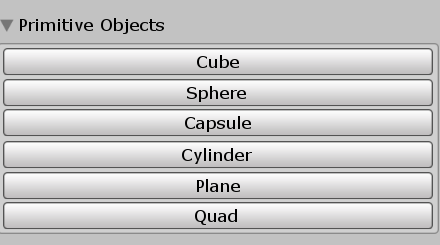 Primitive Objects
Cube
Sphere
Capsule
Cylinder
Plane
Quad